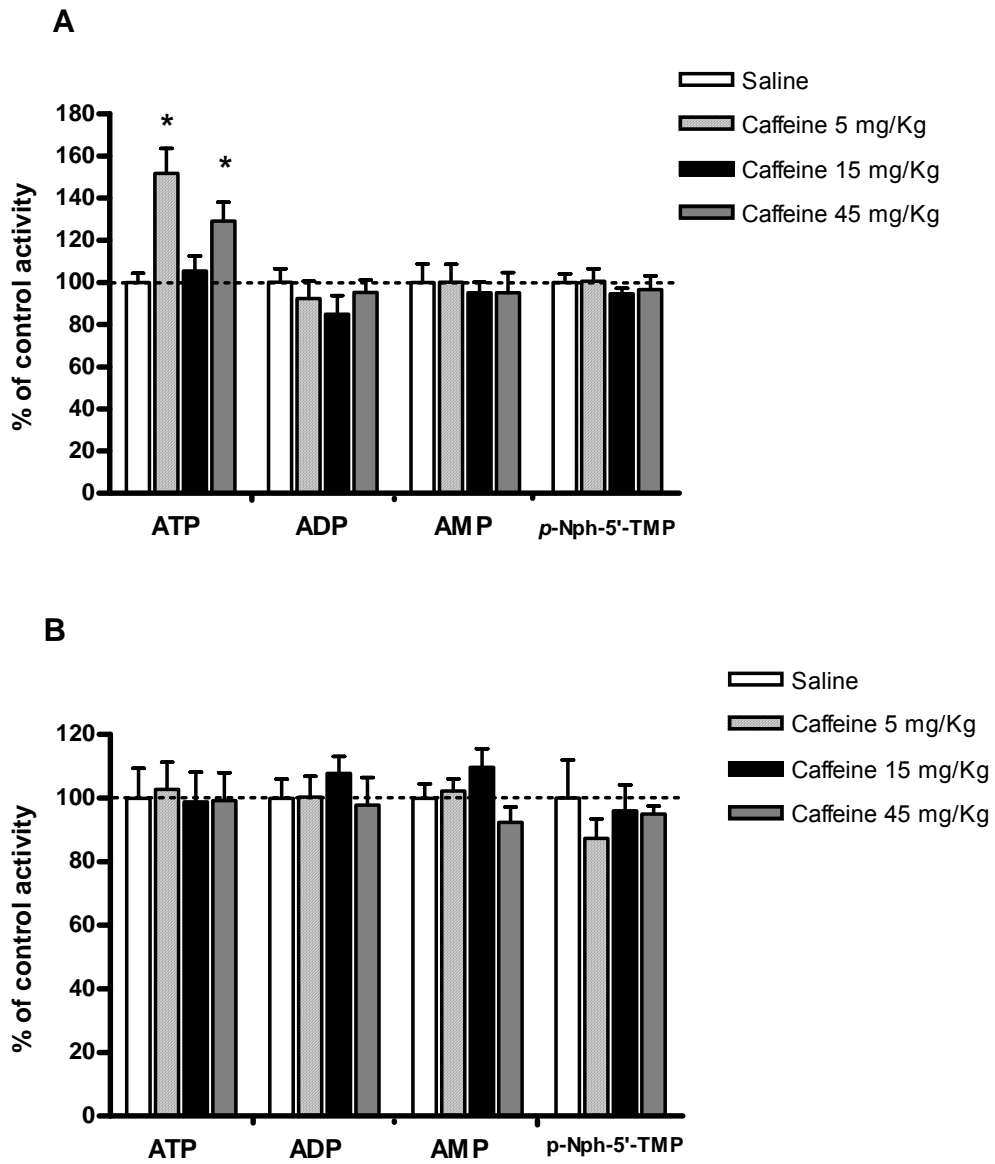 A
Saline
Caffeine 5 mg/Kg
Caffeine 15 mg/Kg
Caffeine 45 mg/Kg
% of control activity
180
160
140
120
100
80
60
40
20
0
*
*
ATP ADP AMP p-Nph-5'-TMP
B
Saline
Caffeine 5 mg/Kg
Caffeine 15 mg/Kg
Caffeine 45 mg/Kg
% of control activity
120
100
80
60
40
20
0
ATP ADP AMP p-Nph-5'-TMP